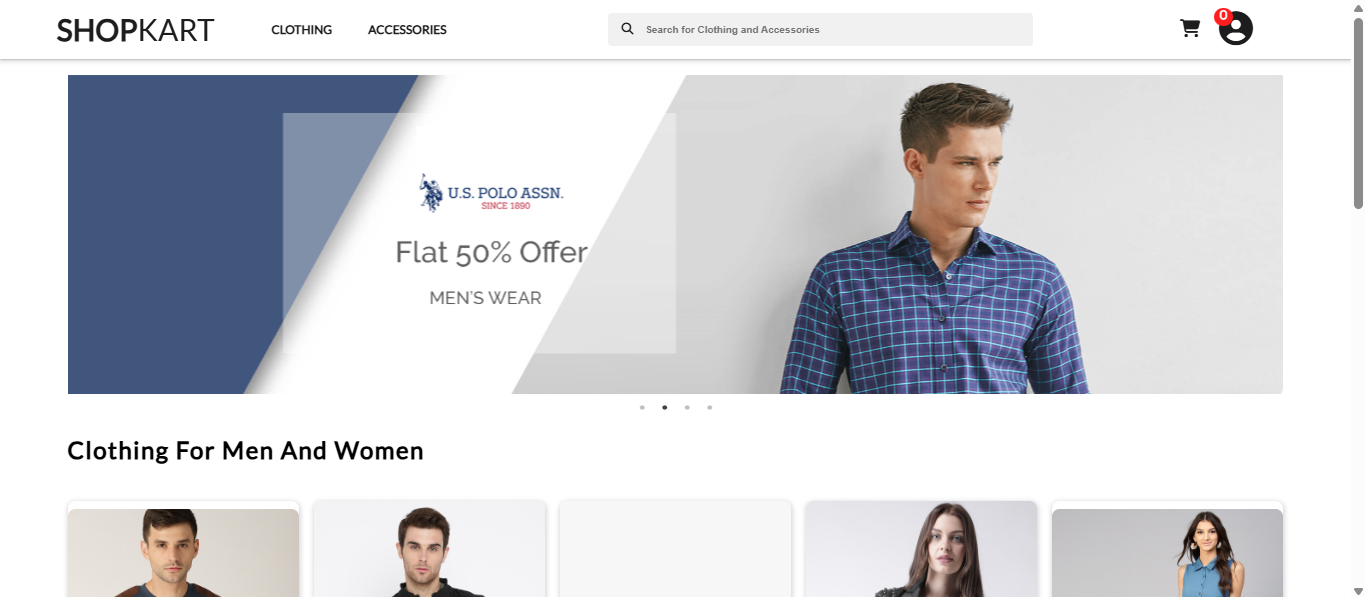 SHOPKART
CLOTHING
ACCESSORIES
Search for Clothing and Accessories
0
U.S. POLO ASSN.
SINCE 1890
Flat 50% Offer
MEN'S WEAR
Clothing For Men And Women